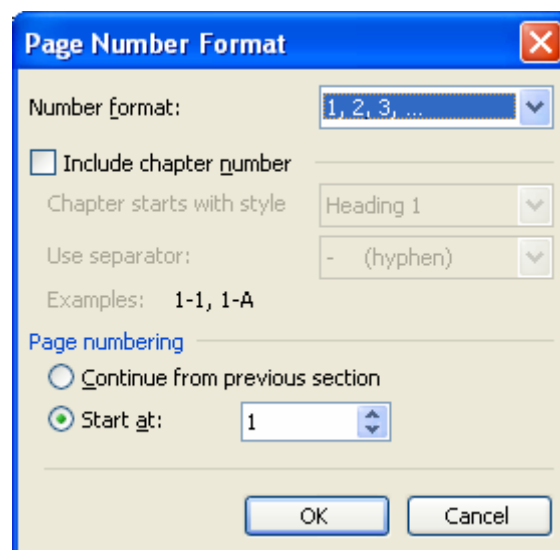 Page Number Format
Number format: 1, 2, 3, ...
Include chapter number
Chapter starts with style Heading 1
Use separator: - (hyphen)
Examples: 1-1, 1-A
Page numbering
Continue from previous section
Start at: 1
OK Cancel